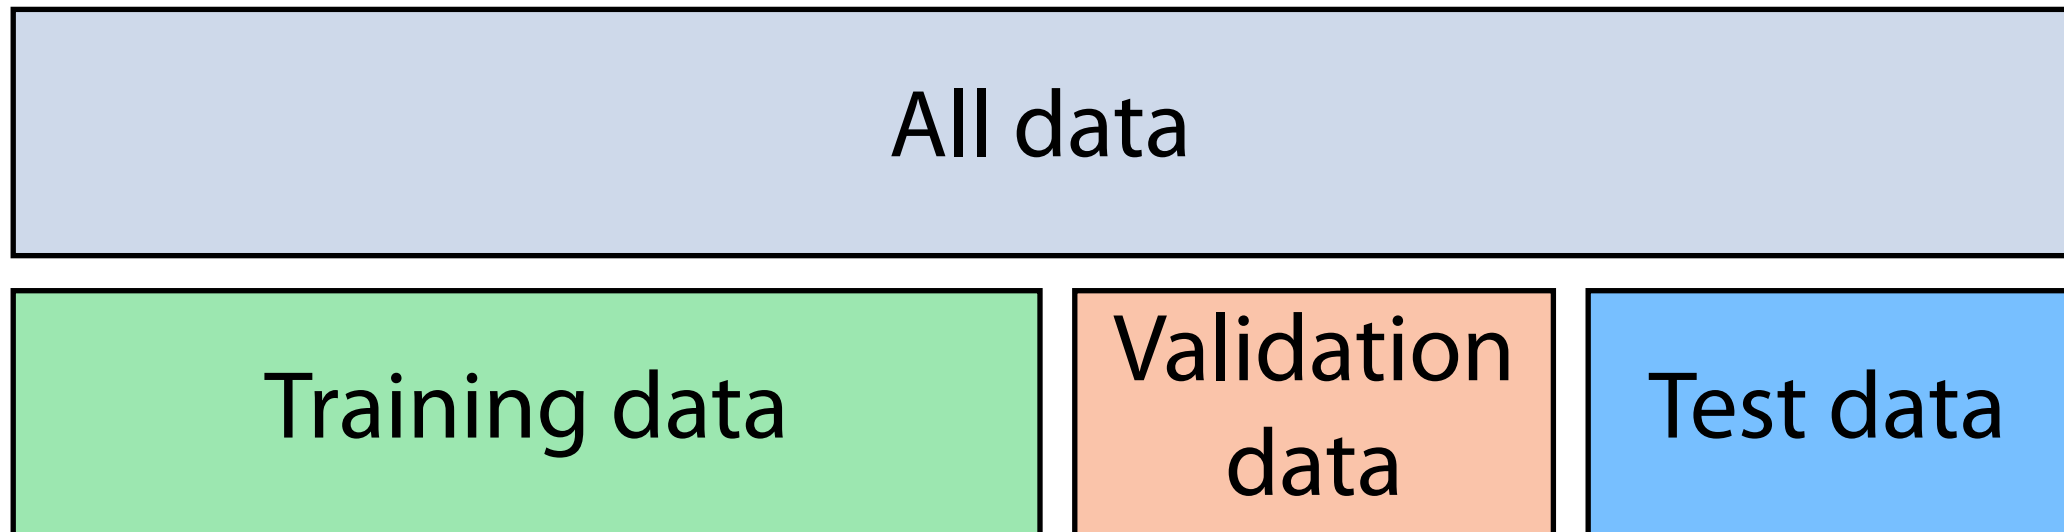 All data
Training data
Validation
data
Test data